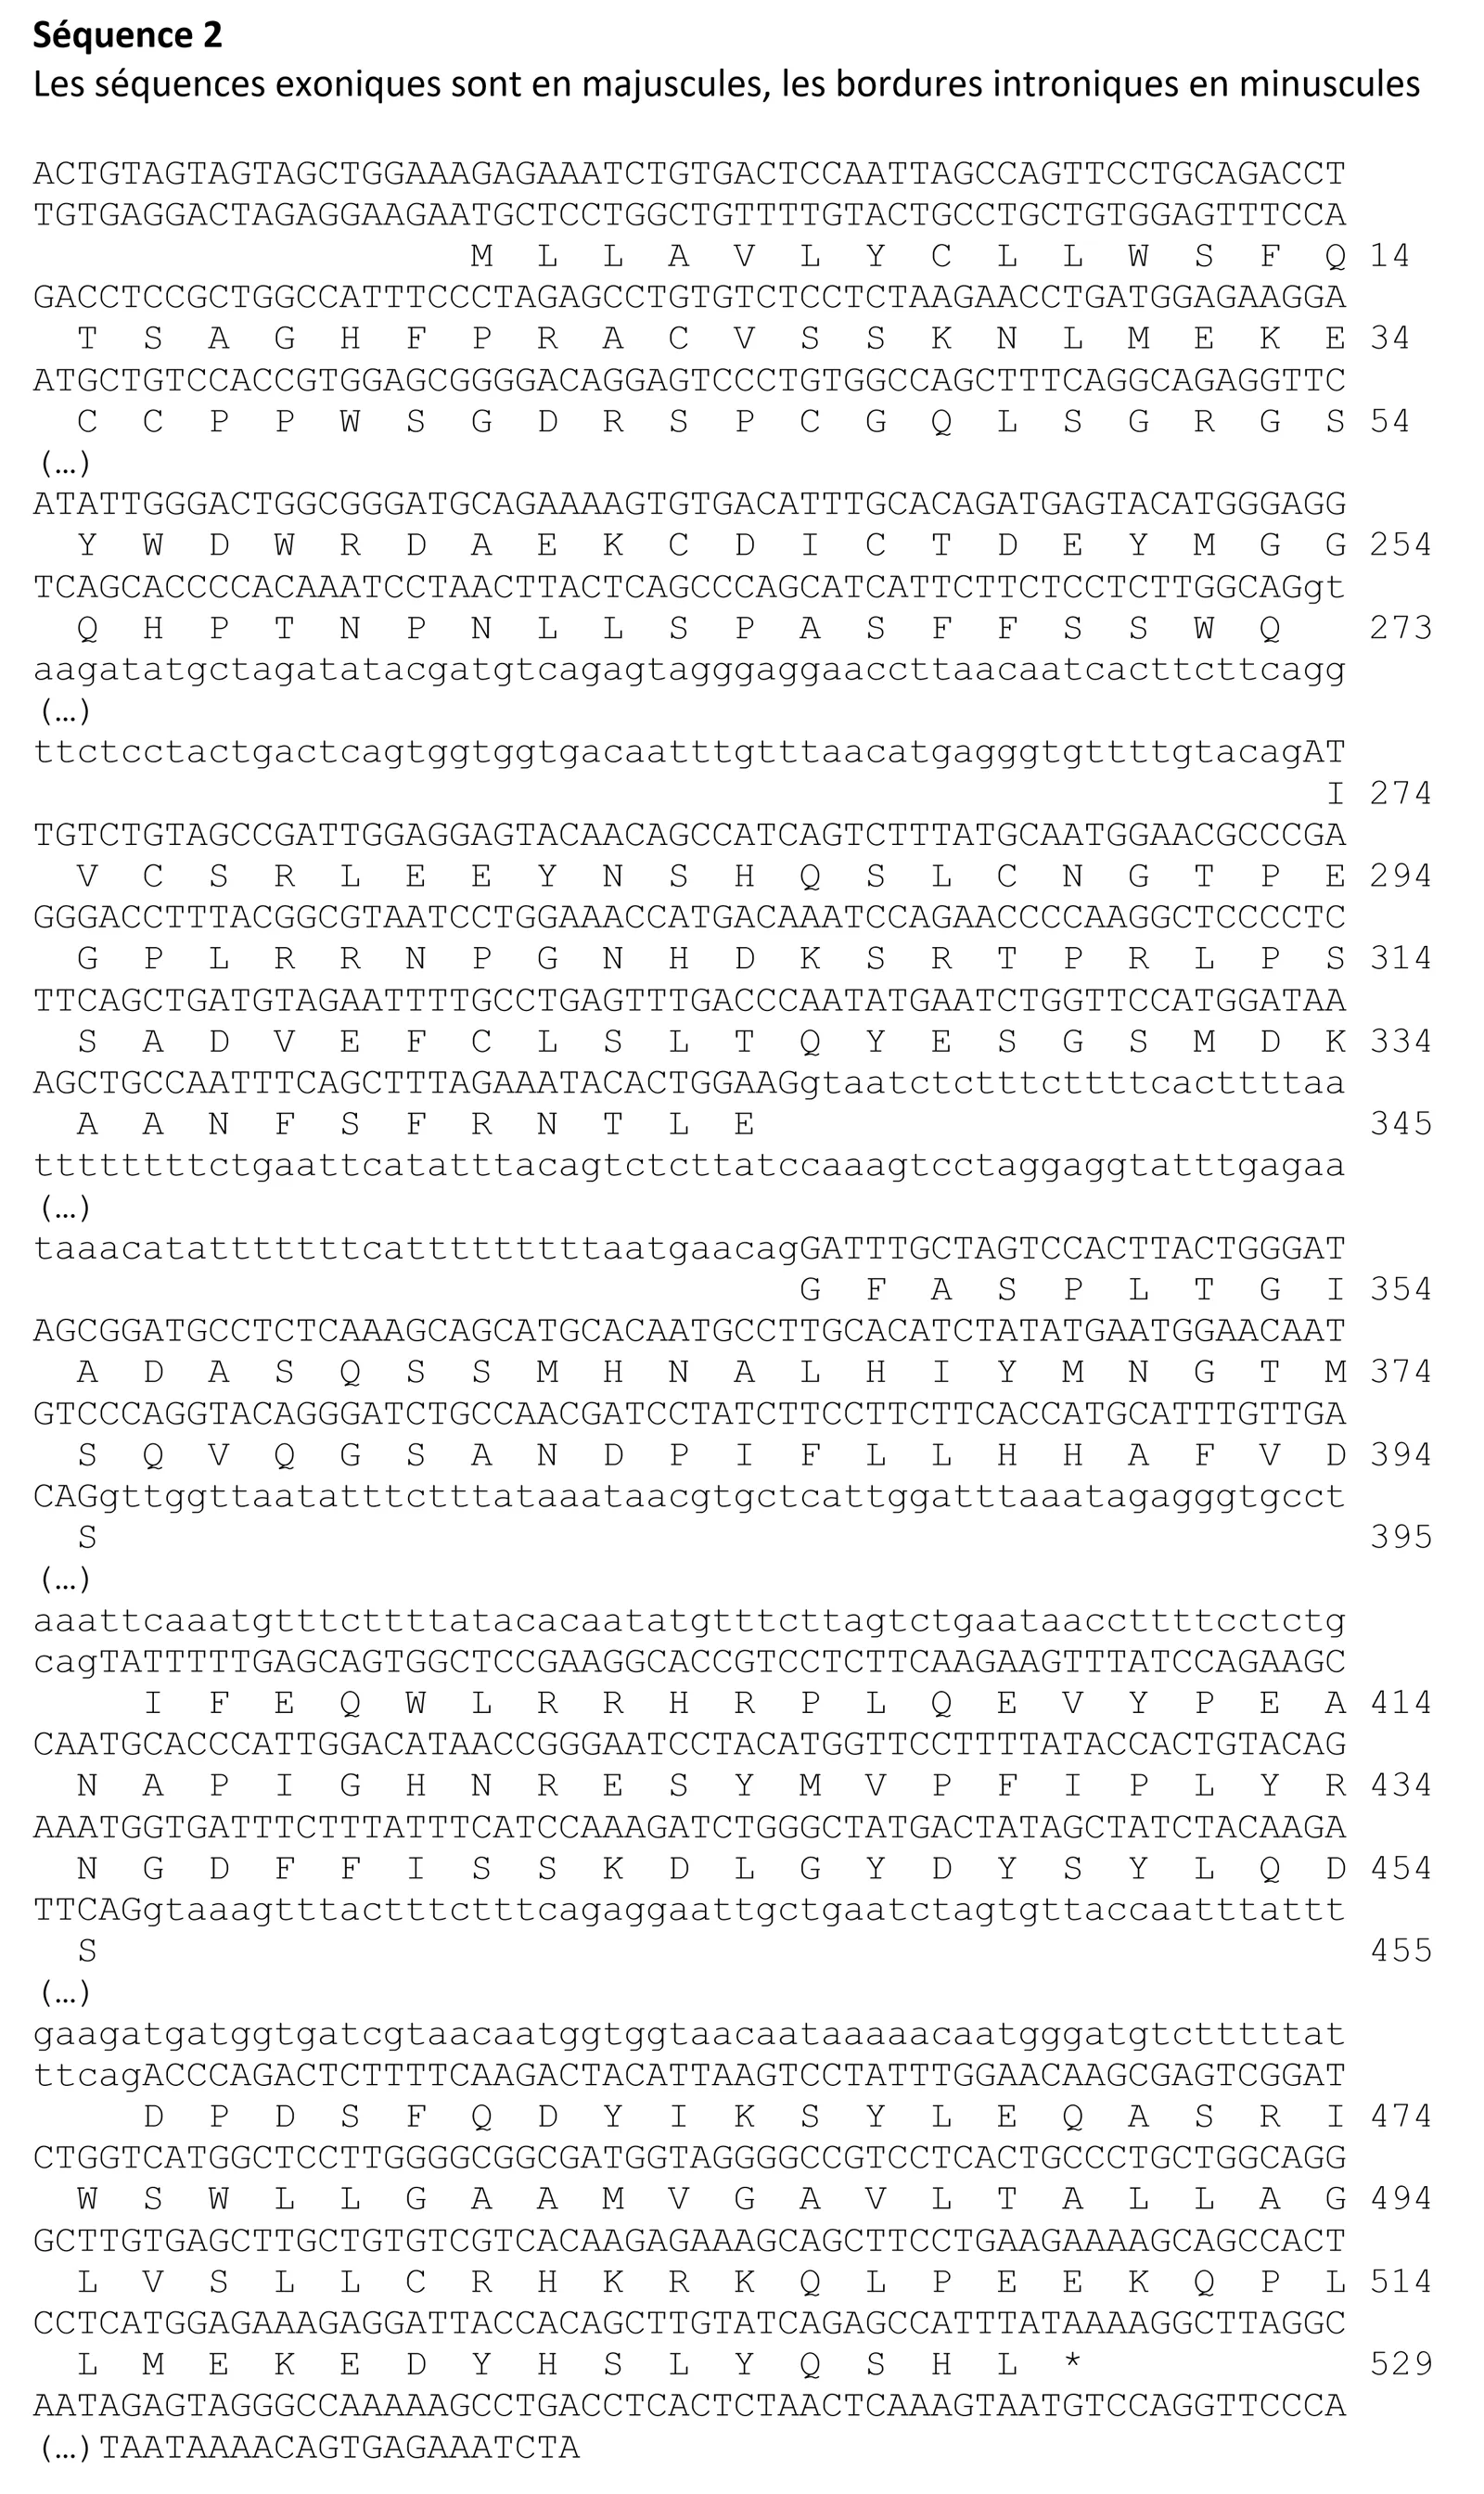 Séquence 2
Les séquences exoniques sont en majuscules, les bordures introniques en minuscules
ACTGTAGTAGTAGCTGGAAAGAGAAATCTGTGACTCCAATTAGCCAGTTCCTGCAGACCT
TGTGAGGACTAGAGGAAGAATGCTCCTGGCTGTTTTGTACTGCCTGCTGTGGAGTTTCCA
M L L A V L Y C L L W S F Q 14
GACCTCCGCTGGCCATTTCCCTAGAGCCTGTGTCTCCTCTAAGAACCTGATGGAGAAGGA
T S A G H F P R A C V S S K N L M E K E 34
ATGCTGTCCACCGTGGAGCGGGGACAGGAGTCCCTGTGGCCAGCTTTCAGGCAGAGGTTC
C C P P W S G D R S P C G Q L S G R G S 54
(…)
ATATTGGGACTGGCGGGATGCAGAAAAGTGTGACATTTGCACAGATGAGTACATGGGAGG
Y W D W R D A E K C D I C T D E Y M G G 254
TCAGCACCCCACAAATCCTAACTTACTCAGCCCAGCATCATTCTTCTCCTCTTGGCAGgt
Q H P T N P N L L S P A S F F S S W Q 273
aagatatgctagatatacgatgtcagagtagggaggaaccttaacaatcacttcttcagg
(…)
ttctcctactgactcagtggtggtgacaatttgtttaacatgagggtgttttgtacagAT
I 274
TGTCTGTAGCCGATTGGAGGAGTACAACAGCCATCAGTCTTTATGCAATGGAACGCCCGA
V C S R L E E Y N S H Q S L C N G T P E 294
GGGACCTTTACGGCGTAATCCTGGAAACCATGACAAATCCAGAACCCCAAGGCTCCCCTC
G P L R R N P G N H D K S R T P R L P S 314
TTCAGCTGATGTAGAATTTTGCCTGAGTTTGACCCAATATGAATCTGGTTCCATGGATAA
S A D V E F C L S L T Q Y E S G S M D K 334
AGCTGCCAATTTCAGCTTTAGAAATACACTGGAAGgtaatctctttcttttcacttttaa
A A N F S F R N T L E 345
ttttttttctgaattcatatttacagtctcttatccaaagtcctaggaggtatttgagaa
(…)
taaacatatttttttcatttttttttaatgaacagGATTTGCTAGTCCACTTACTGGGAT
G F A S P L T G I 354
AGCGGATGCCTCTCAAAGCAGCATGCACAATGCCTTGCACATCTATATGAATGGAACAAT
A D A S Q S S M H N A L H I Y M N G T M 374
GTCCCAGGTACAGGGATCTGCCAACGATCCTATCTTCCTTCTTCACCATGCATTTGTTGA
S Q V Q G S A N D P I F L L H H A F V D 394
CAGgttggttaatatttctttataaataacgtgctcattggatttaaatagagggtgcct
S 395
(…)
aaattcaaatgtttcttttatacacaatatgtttcttagtctgaataaccttttcctctg
cagTATTTTTGAGCAGTGGCTCCGAAGGCACCGTCCTCTTCAAGAAGTTTATCCAGAAGC
I F E Q W L R R H R P L Q E V Y P E A 414
CAATGCACCCATTGGACATAACCGGGAATCCTACATGGTTCCTTTTATACCACTGTACAG
N A P I G H N R E S Y M V P F I P L Y R 434
AAATGGTGATTTCTTTATTTCATCCAAAGATCTGGGCTATGACTATAGCTATCTACAAGA
N G D F F I S S K D L G Y D Y S Y L Q D 454
TTCAGgtaaagtttactttctttcagaggaattgctgaatctagtgttaccaatttattt
S 455
(…)
gaagatgatggtgatcgtaacaatggtggtaacaataaaaacaatgggatgtctttttat
ttcagACCCAGACTCTTTTCAAGACTACATTAAGTCCTATTTGGAACAAGCGAGTCGGAT
D P D S F Q D Y I K S Y L E Q A S R I 474
CTGGTCATGGCTCCTTGGGGCGGCGATGGTAGGGGCCGTCCTCACTGCCCTGCTGGCAGG
W S W L L G A A M V G A V L T A L L A G 494
GCTTGTGAGCTTGCTGTGTCGTCACAAGAGAAAGCAGCTTCCTGAAGAAAAGCAGCCACT
L V S L L C R H K R K Q L P E E K Q P L 514
CCTCATGGAGAAAGAGGATTACCACAGCTTGTATCAGAGCCATTTATAAAAGGCTTAGGC
L M E K E D Y H S L Y Q S H L * 529
AATAGAGTAGGGCCAAAAAGCCTGACCTCACTCTAACTCAAAGTAATGTCCAGGTTCCCA
(…) TAATAAAACAGTGAGAAATCTA